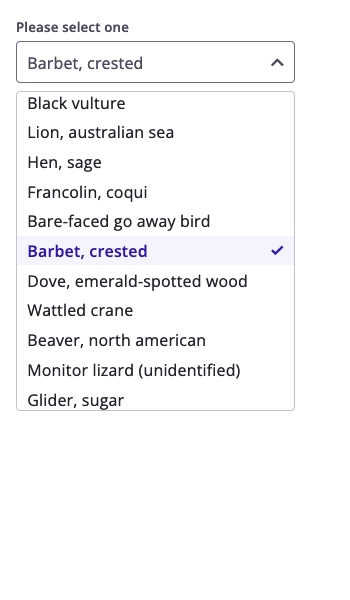 Please select one
Barbet, crested
Black vulture
Lion, australian sea
Hen, sage
Francolin, coqui
Bare-faced go away bird
Barbet, crested
Dove, emerald-spotted wood
Wattled crane
Beaver, north american
Monitor lizard (unidentified)
Glider, sugar